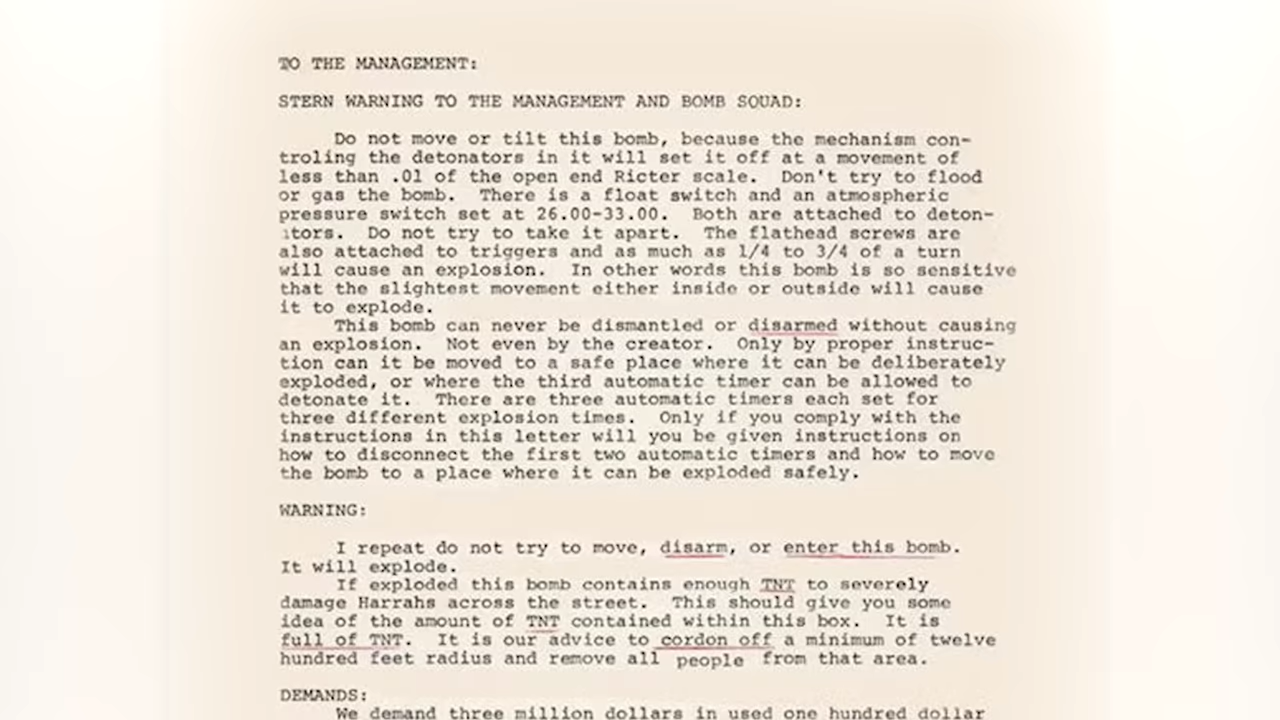 TO THE MANAGEMENT:
STERN WARNING TO THE MANAGEMENT AND BOMB SQUAD:
Do not move or tilt this bomb, because the mechanism con-
troling the detonators in it will set it off at a movement of
less than .01 of the open end Ricter scale. Don't try to flood
or gas the bomb. There is a float switch and an atmospheric
pressure switch set at 26.00-33.00. Both are attached to deton-
itors. Do not try to take it apart. The flathead screws are
also attached to triggers and as much as 1/4 to 3/4 of a turn
will cause an explosion. In other words this bomb is so sensitive
that the slightest movement either inside or outside will cause
it to explode.
This bomb can never be dismantled or disarmed without causing
an explosion. Not even by the creator. Only by proper instruc-
tion can it be moved to a safe place where it can be deliberately
exploded, or where the third automatic timer can be allowed to
detonate it. There are three automatic timers each set for
three different explosion times. Only if you comply with the
instructions in this letter will you be given instructions on
how to disconnect the first two automatic timers and how to move
the bomb to a place where it can be exploded safely.
WARNING:
I repeat do not try to move, disarm, or enter this bomb.
It will explode.
If exploded this bomb contains enough TNT to severely
damage Harrahs across the street. This should give you some
idea of the amount of TNT contained within this box. It is
full of TNT. It is our advice to cordon off a minimum of twelve
hundred feet radius and remove all people from that area.
DEMANDS:
We demand three million dollars in used one hundred dollar